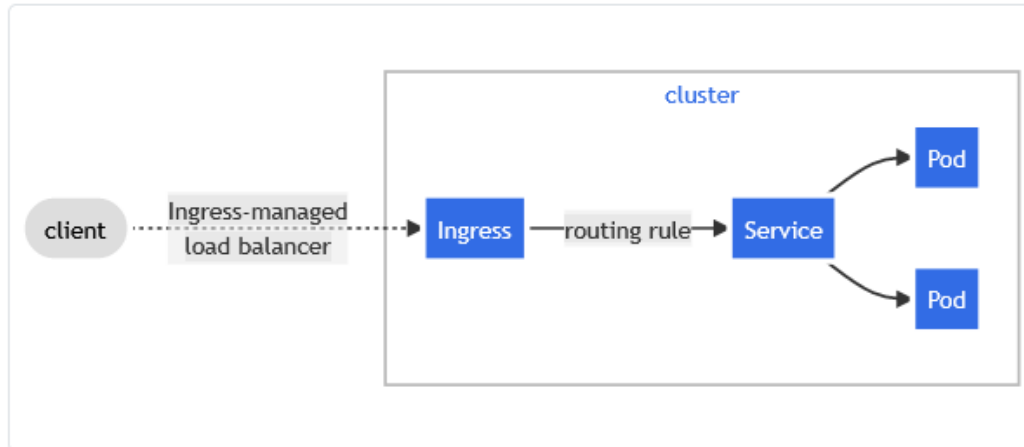 cluster
client
Ingress-managed
load balancer
Ingress
routing rule
Service
Pod
Pod